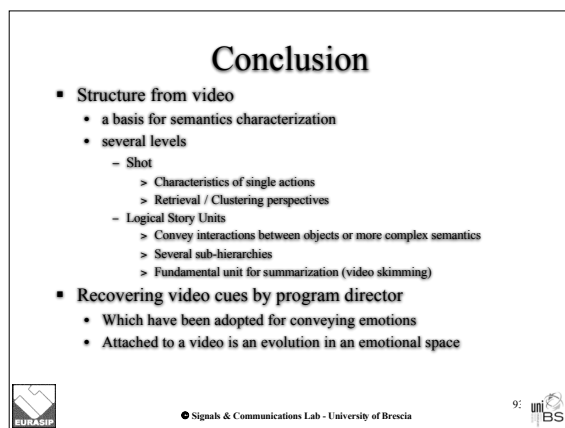 Conclusion
▪ Structure from video
• a basis for semantics characterization
• several levels
– Shot
> Characteristics of single actions
> Retrieval / Clustering perspectives
– Logical Story Units
> Convey interactions between objects or more complex semantics
> Several sub-hierarchies
> Fundamental unit for summarization (video skimming)
▪ Recovering video cues by program director
• Which have been adopted for conveying emotions
• Attached to a video is an evolution in an emotional space
EURASIP
Signals & Communications Lab - University of Brescia
uni
BS